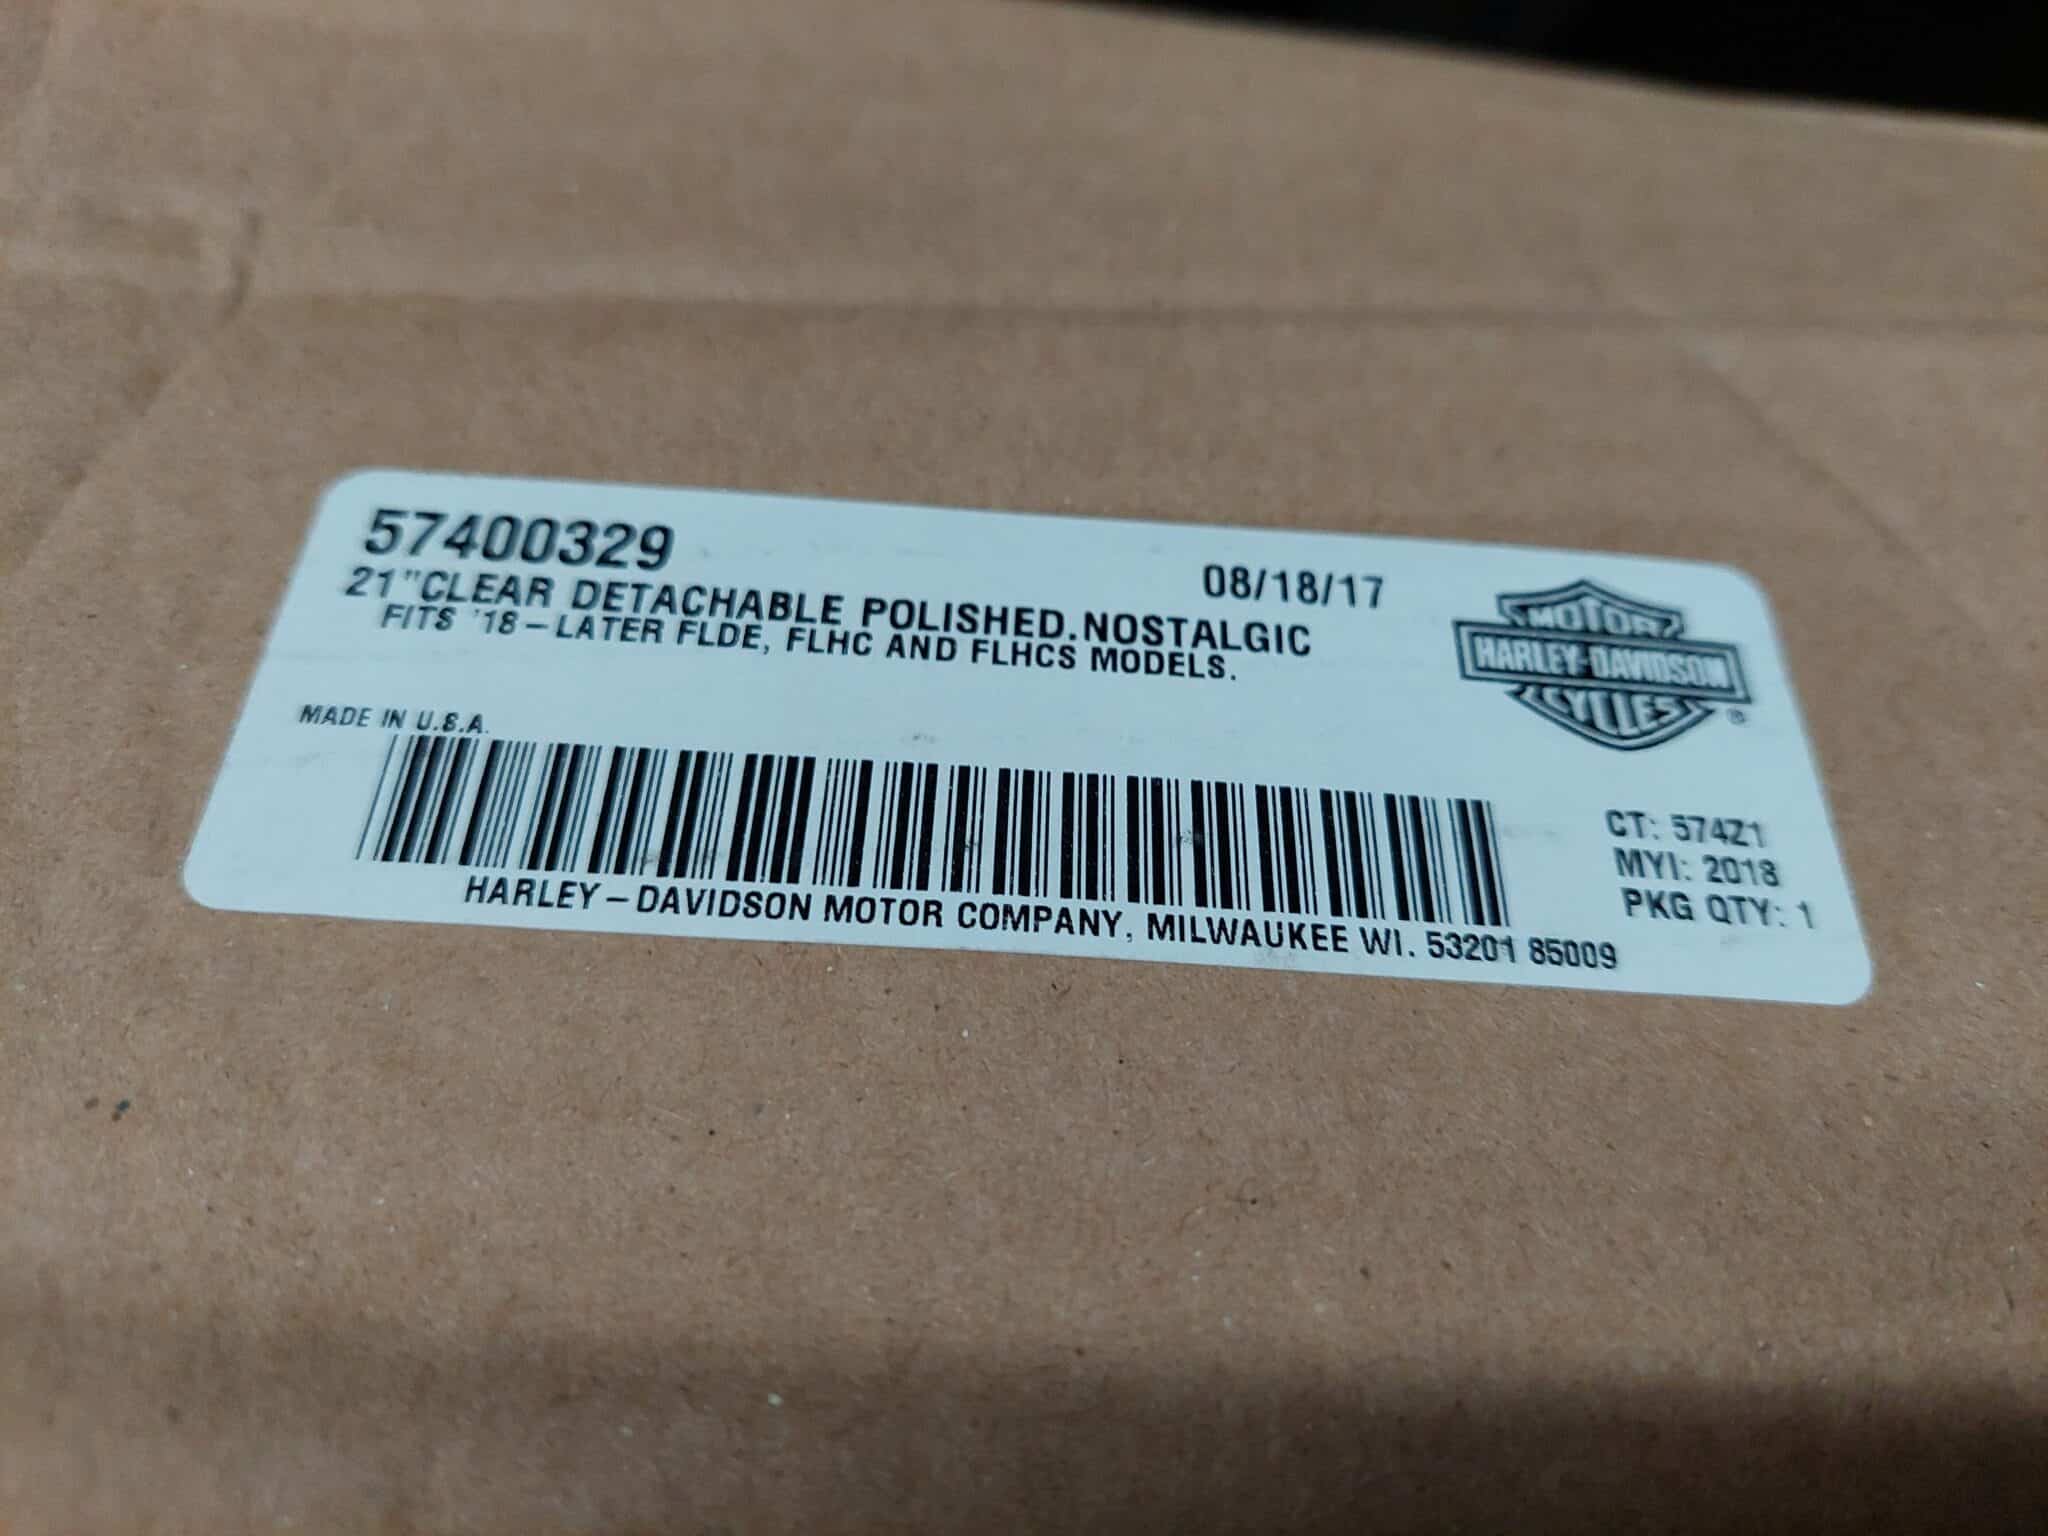 57400329
08/18/17
21"CLEAR DETACHABLE POLISHED.NOSTALGIC
FITS '18-LATER FLDE, FLHC AND FLHCS MODELS.
MOTOR
HARLEY-DAVIDSON
CYCLES
®
MADE IN U.S.A.
CT: 574Z1
MYI: 2018
PKG QTY: 1
HARLEY-DAVIDSON MOTOR COMPANY, MILWAUKEE WI. 53201 85009